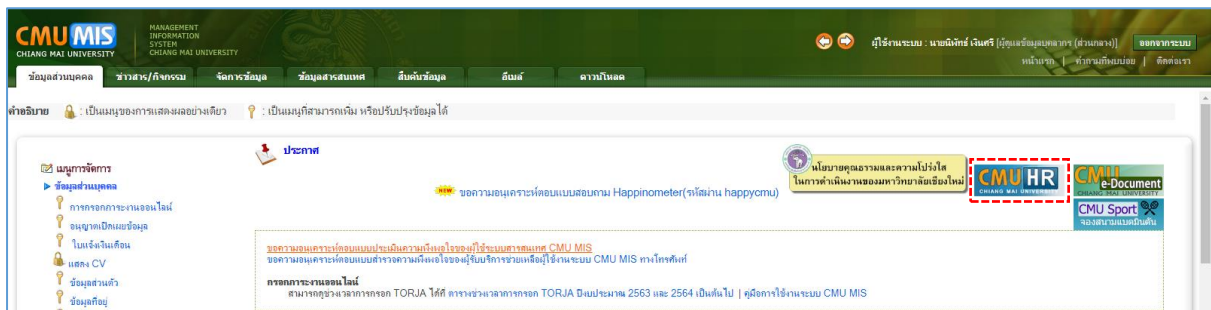 CMU MIS
CHIANG MAI UNIVERSITY
MANAGEMENT
INFORMATION
SYSTEM
CHIANG MAI UNIVERSITY
ผู้ใช้งานระบบ : นายนิพักธ์ เงินศรี [ผู้ดูแลข้อมูลบุคลากร (ส่วนกลาง)]
ออกจากระบบ
หน้าแรก | คำถามที่พบบ่อย | ติดต่อเรา
ข้อมูลส่วนบุคคล ข่าวสาร/กิจกรรม จัดการข้อมูล ข้อมูลสารสนเทศ สืบค้นข้อมูล อีเมล์ ดาวน์โหลด
คำอธิบาย : เป็นเมนูของการแสดงผลอย่างเดียว : เป็นเมนูที่สามารถเพิ่ม หรือปรับปรุงข้อมูลได้
เมนูการจัดการ
ข้อมูลส่วนบุคคล
การกรอกภาระงานออนไลน์
อนุญาตเปิดเผยข้อมูล
ใบแจ้งเงินเดือน
แสดง CV
ข้อมูลส่วนตัว
ข้อมูลที่อยู่
ประกาศ
NEW ขอความอนุเคราะห์ตอบแบบสอบถาม Happinometer(รหัสผ่าน happycmu)
นโยบายคุณธรรมและความโปร่งใส
ในการดำเนินงานของมหาวิทยาลัยเชียงใหม่
CMU HR
CHIANG MAI UNIVERSITY
CMU e-Document
CHIANG MAI UNIVERSITY
CMU Sport
จองสนามแบดมินตัน
ขอความอนุเคราะห์ตอบแบบประเมินความพึงพอใจของผู้ใช้ระบบสารสนเทศ CMU MIS
ขอความอนุเคราะห์ตอบแบบสำรวจความพึงพอใจของผู้รับบริการช่วยเหลือผู้ใช้งานระบบ CMU MIS ทางโทรศัพท์
กรอกภาระงานออนไลน์
สามารถดูช่วงเวลาการกรอก TORJA ได้ที่ ตารางช่วงเวลาการกรอก TORJA ปีงบประมาณ 2563 และ 2564 เป็นต้นไป | คู่มือการใช้งานระบบ CMU MIS